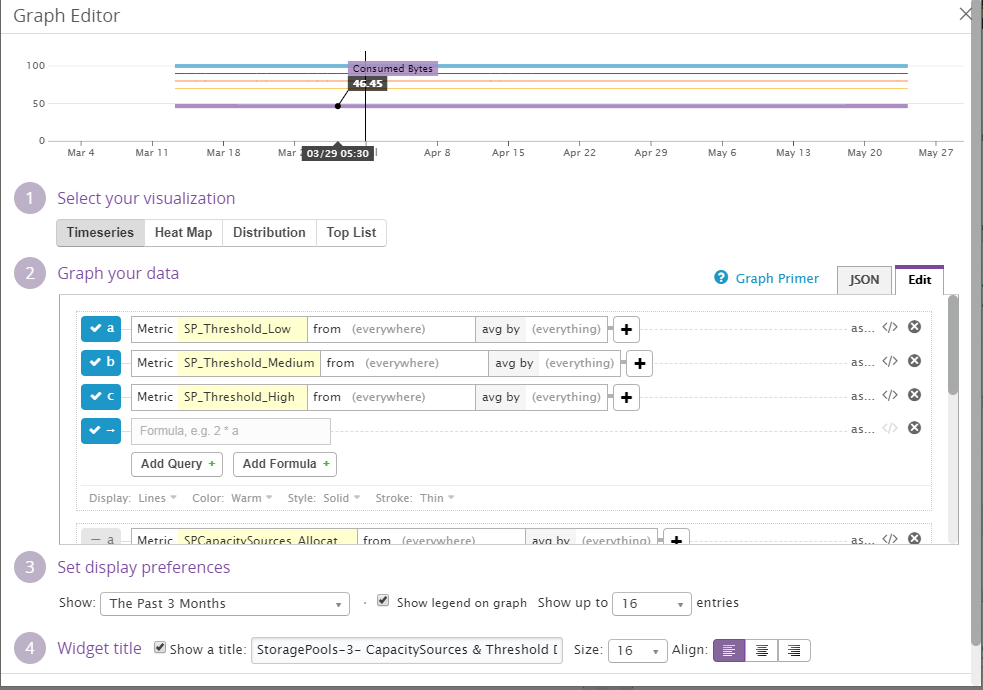 Graph Editor
100
Consumed Bytes
46.45
50
0
Mar 4 Mar 11 Mar 18 Mar 03/29 05:30 Apr 8 Apr 15 Apr 22 Apr 29 May 6 May 13 May 20 May 27
1 Select your visualization
Timeseries Heat Map Distribution Top List
2 Graph your data
? Graph Primer JSON Edit
a Metric SP_Threshold_Low from (everywhere) avg by (everything) + as... </>
b Metric SP_Threshold_Medium from (everywhere) avg by (everything) + as... </>
c Metric SP_Threshold_High from (everywhere) avg by (everything) + as... </>
→ Formula, e.g. 2 * a as... </>
Add Query + Add Formula +
Display: Lines Color: Warm Style: Solid Stroke: Thin
a Metric SPCapacitySources_Allocat from (everywhere) avg by (everything) + as... </>
3 Set display preferences
Show: The Past 3 Months · Show legend on graph Show up to 16 entries
4 Widget title Show a title: StoragePools-3- CapacitySources & Threshold D Size: 16 Align: